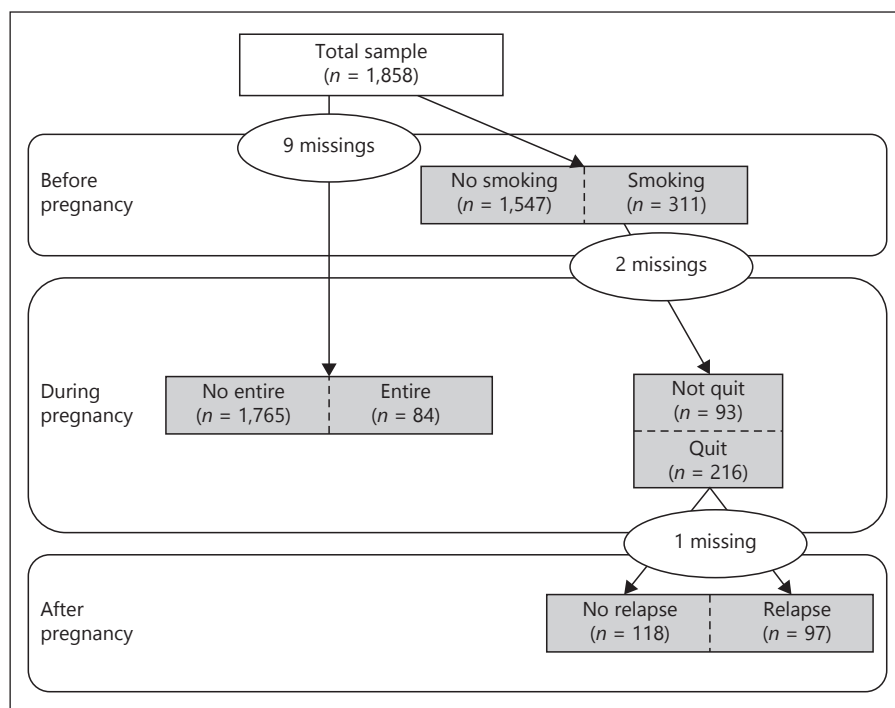 Total sample
(n = 1,858)
9 missings
Before
pregnancy
No smoking
(n = 1,547)
Smoking
(n = 311)
2 missings
During
pregnancy
No entire
(n = 1,765)
Entire
(n = 84)
Not quit
(n = 93)
Quit
(n = 216)
1 missing
After
pregnancy
No relapse
(n = 118)
Relapse
(n = 97)